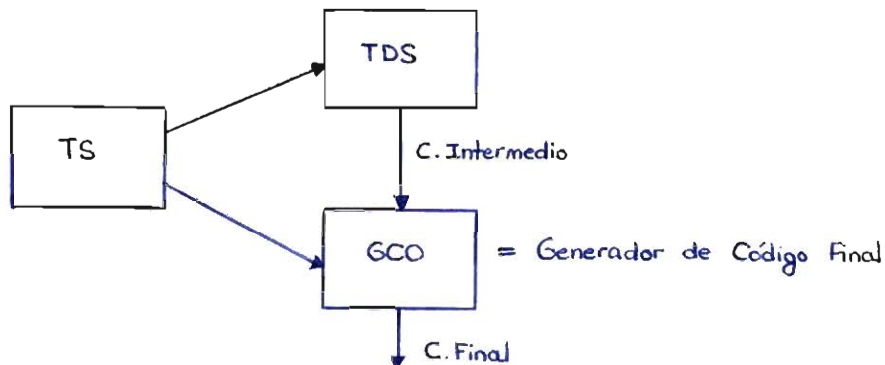 TDS
TS
C. Intermedio
GCO = Generador de Código Final
C. Final